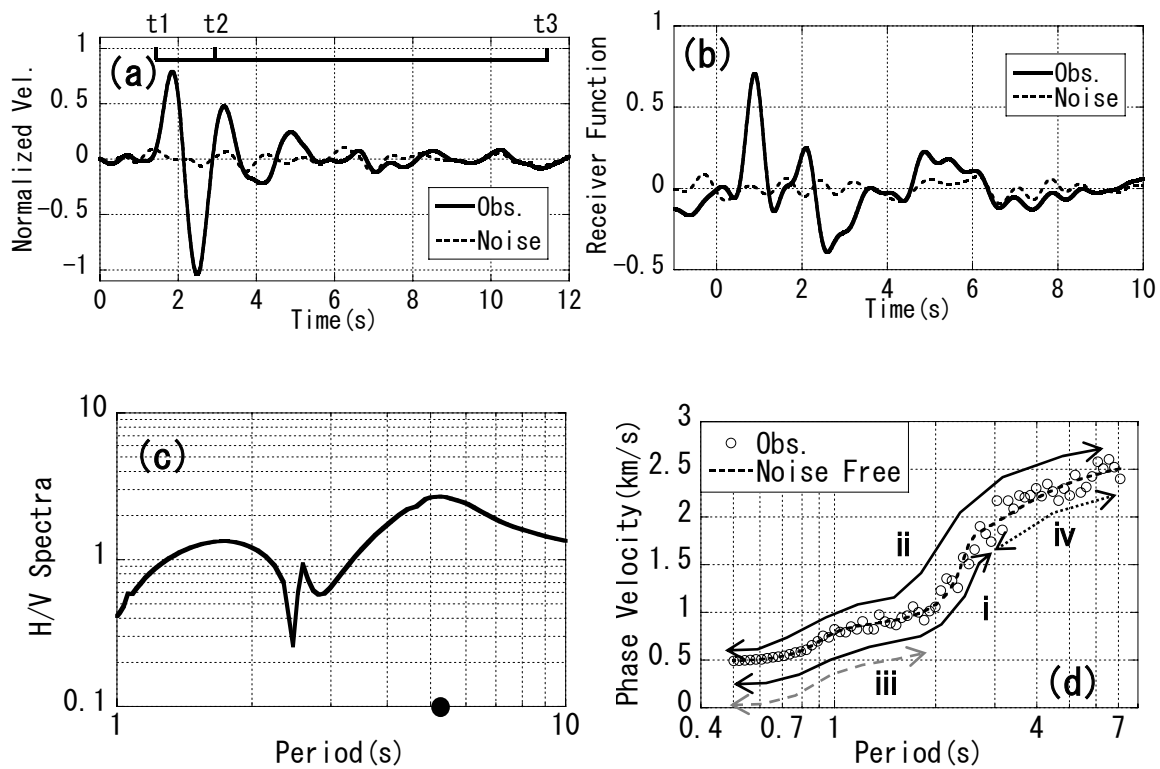 t1 t2 t3
(a)
Normalized Vel.
1
0.5
0
-0.5
-1
Obs.
Noise
0 2 4 6 8 10 12
Time(s)
(b)
Receiver Function
1
0.5
0
-0.5
Obs.
Noise
0 2 4 6 8 10
Time(s)
(c)
H/V Spectra
10
1
0.1
1 10
Period(s)
Phase Velocity(km/s)
3
2.5
2
1.5
1
0.5
0
Obs.
Noise Free
ii
iv
i
iii
(d)
0.4 0.7 1 2 4 7
Period(s)